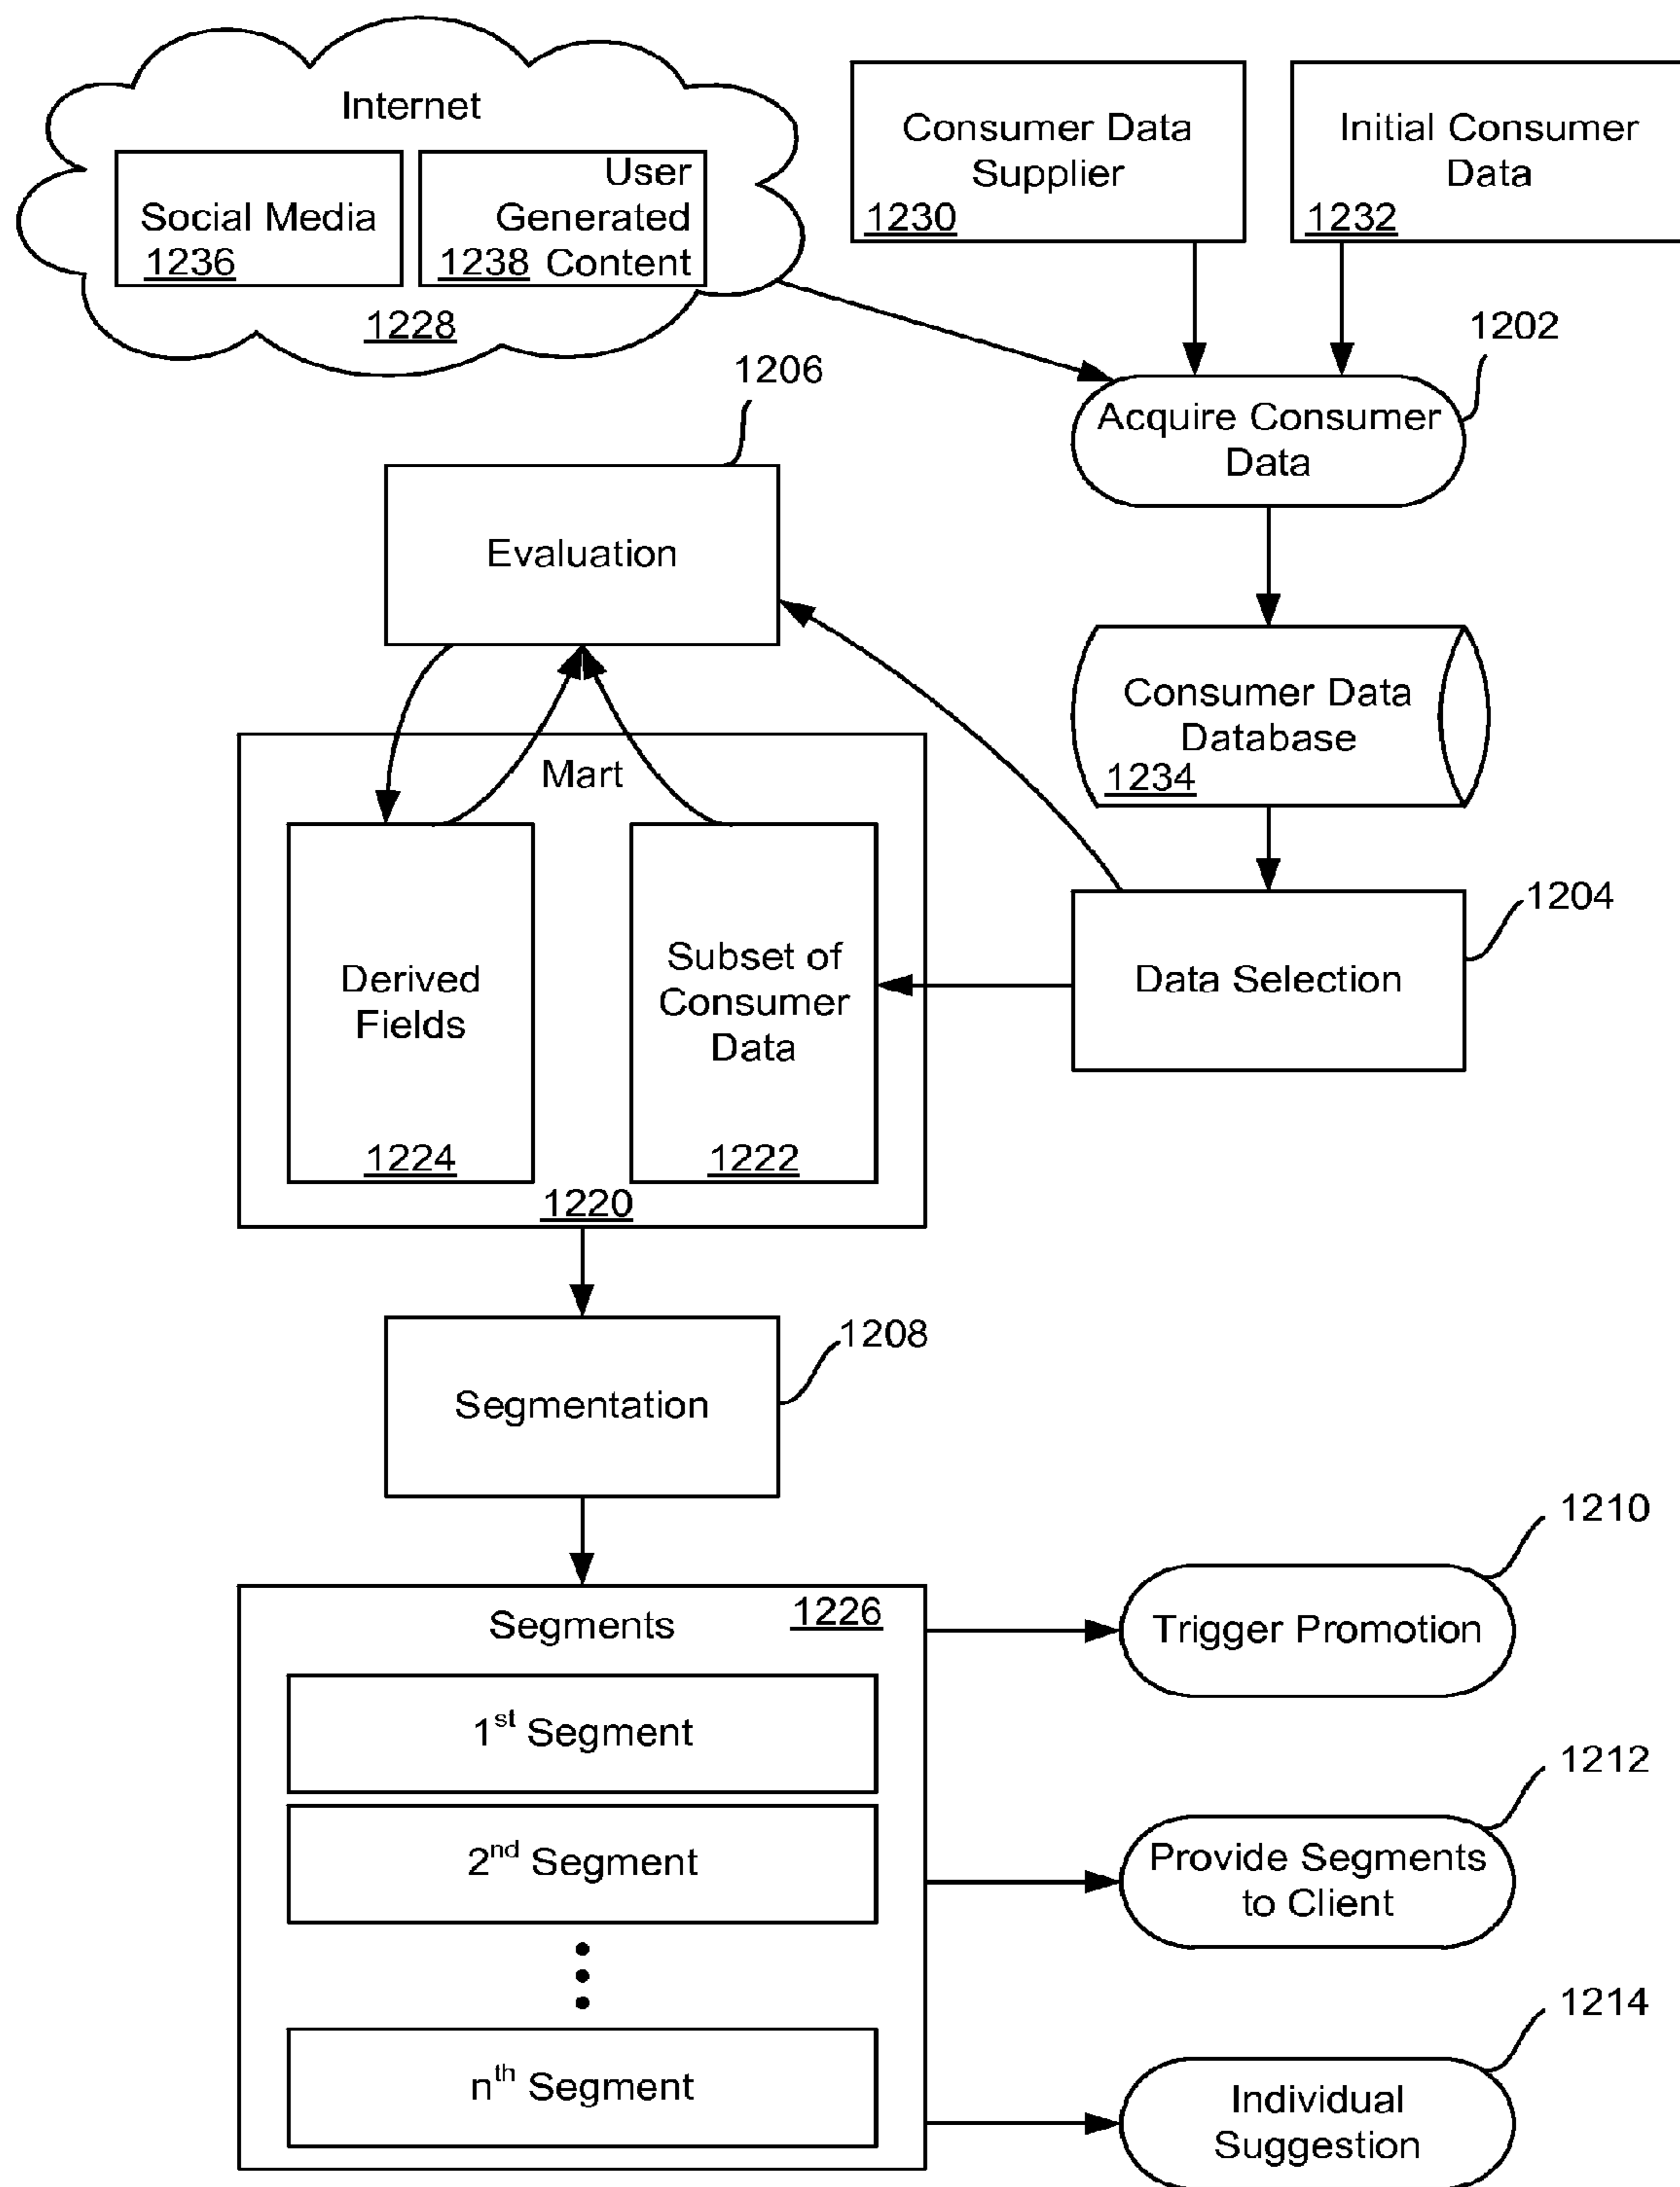 Internet
Social Media
1236
User
Generated
1238 Content
1228
Consumer Data
Supplier
1230
Initial Consumer
Data
1232
1202
Acquire Consumer
Data
1206
Evaluation
Consumer Data
Database
1234
Mart
1204
Data Selection
Derived
Fields
1224
Subset of
Consumer
Data
1222
1220
1208
Segmentation
Segments
1226
1st Segment
2nd Segment
nth Segment
1210
Trigger Promotion
1212
Provide Segments
to Client
1214
Individual
Suggestion